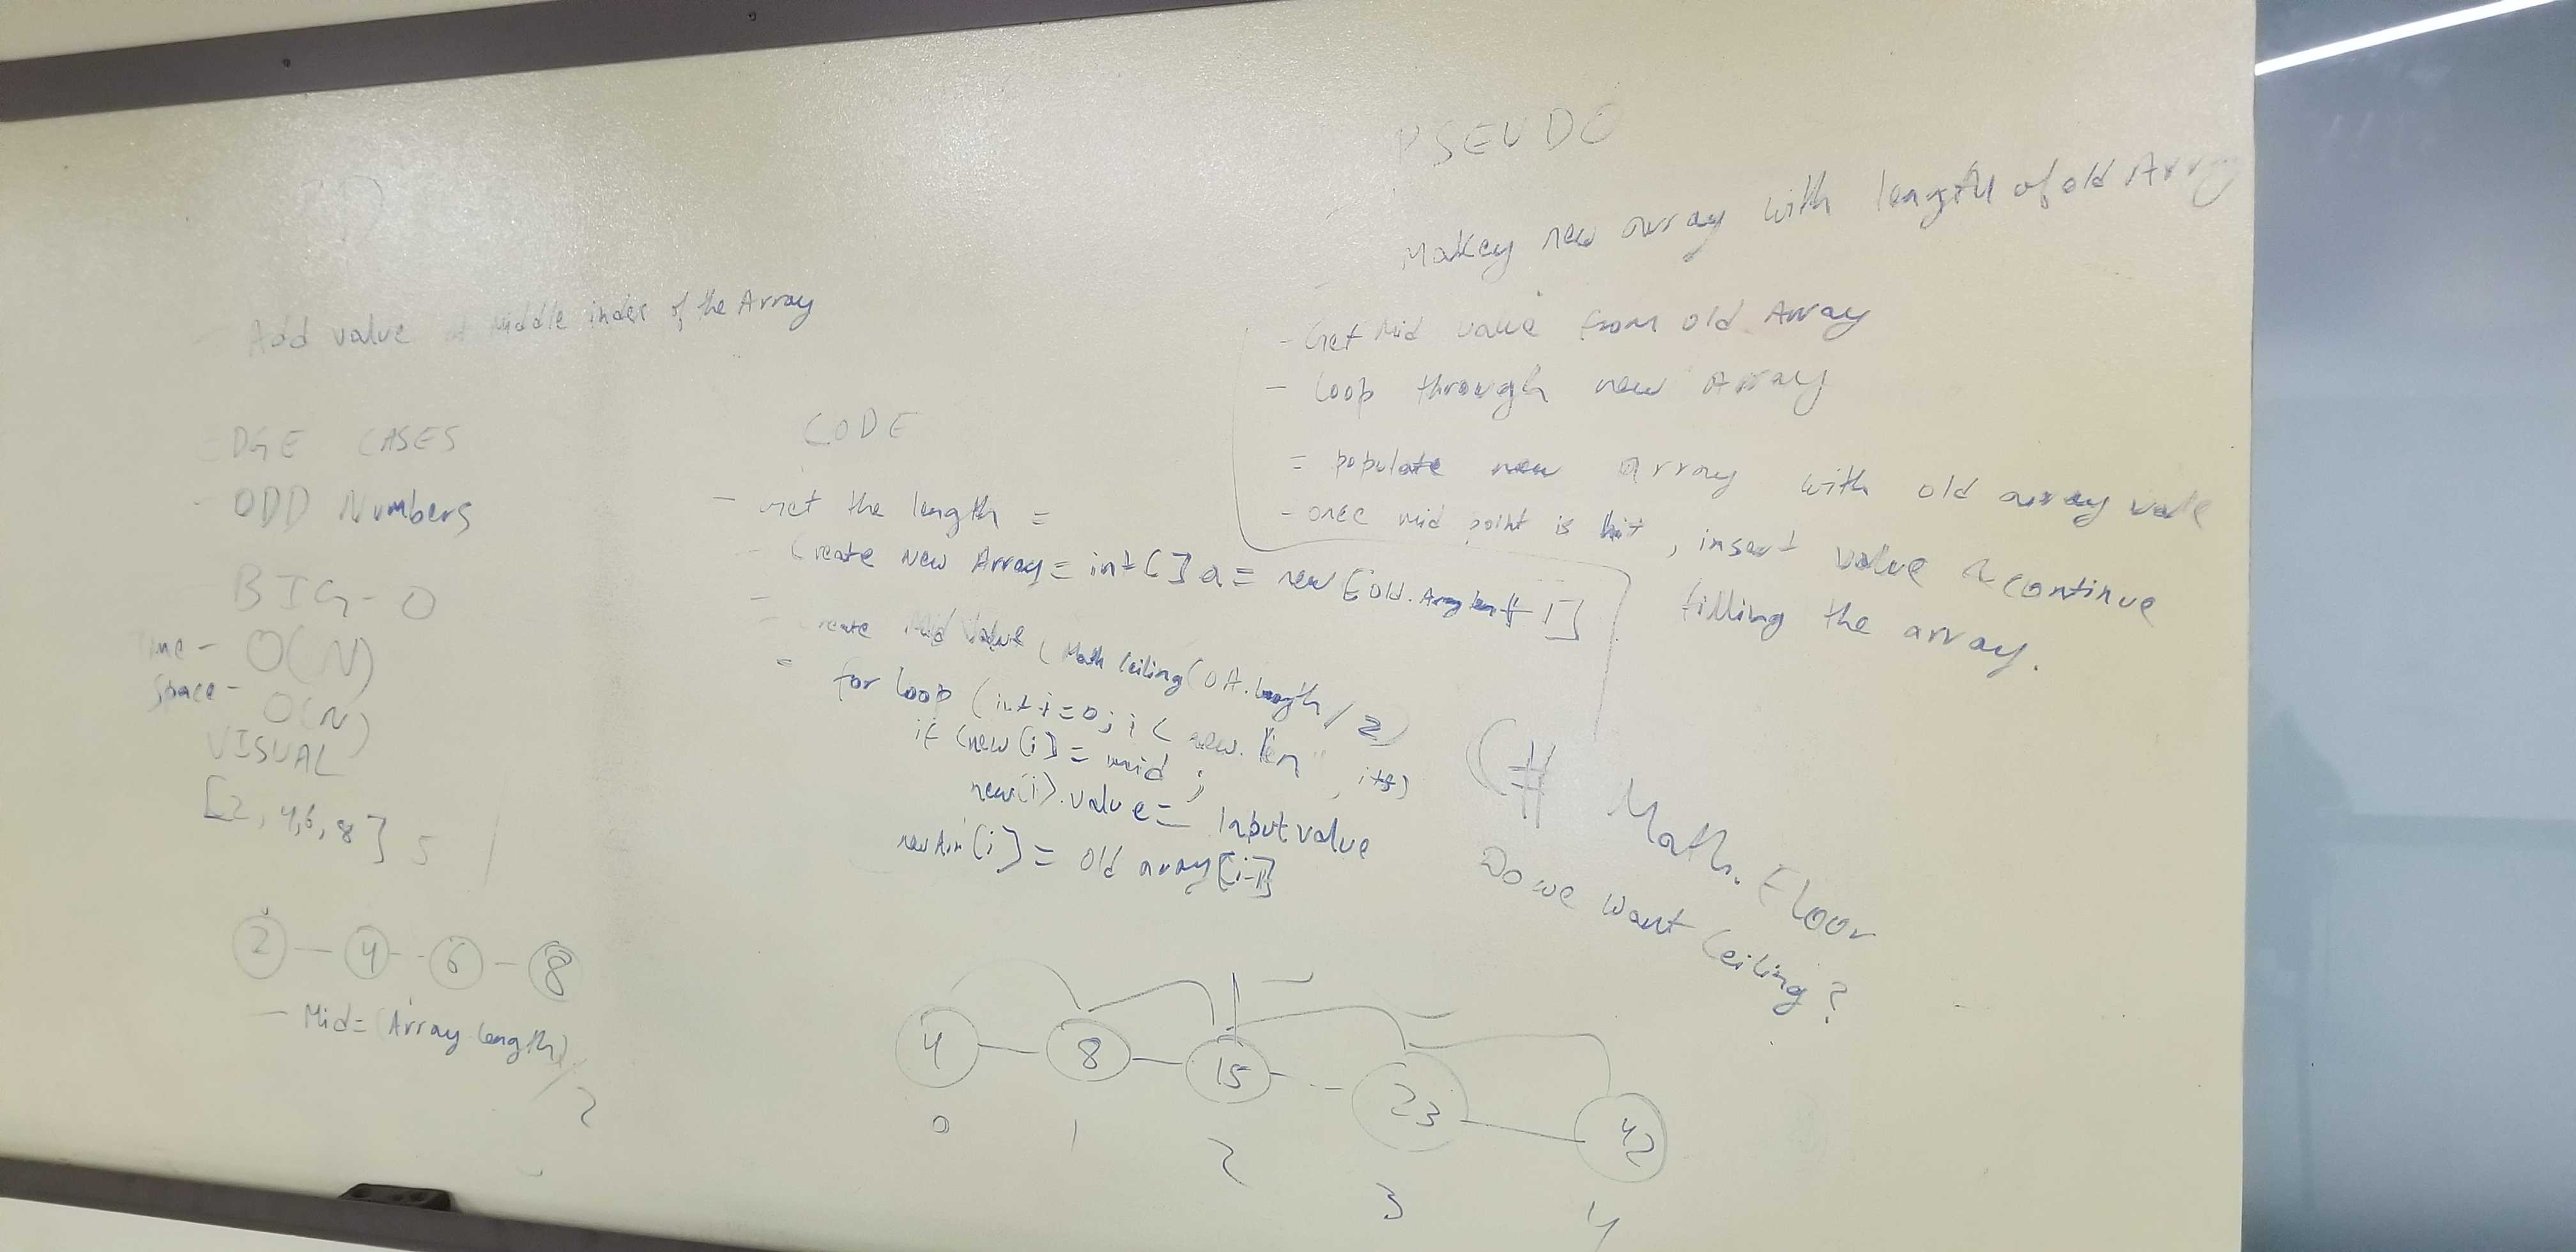 Add value at Middle index of the Array
EDGE CASES
- ODD Numbers
BIG-O
Time - O(N)
Space - O(N)
VISUAL
[2, 4,6, 8] 5
2 4 6 8
- Mid = (Array length)/2
CODE
- Get the length =
- Create New Array = int[] a = new [old. + 1]
- Create Mid Value (Math Ceiling(OA.length/2)
= for loop (int i=0; i < new. len , i++)
if (new(i) = mid ;
new(i).value = Input value
newArr(i] = old array[i-1]
PSEUDO
Makey new array with length of old Array
- Get Mid value from old Array
- loop through new Array
= populate new array with old array vale
- once mid point is hit, insert value & continue
filling the array.
C# Math. Floor
Do we want Ceiling?
4 8 15 23 42
0 1 2 3 4